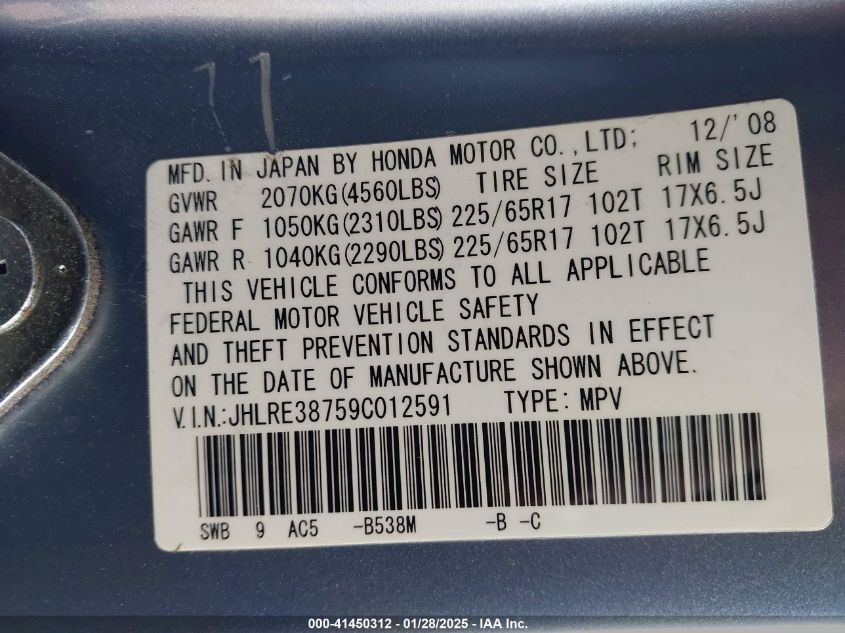 11
MFD. IN JAPAN BY HONDA MOTOR CO.,LTD; 12/'08
GVWR 2070KG(4560LBS) TIRE SIZE RIM SIZE
GAWR F 1050KG(2310LBS) 225/65R17 102T 17X6.5J
GAWR R 1040KG(2290LBS) 225/65R17 102T 17X6.5J
THIS VEHICLE CONFORMS TO ALL APPLICABLE
FEDERAL MOTOR VEHICLE SAFETY
AND THEFT PREVENTION STANDARDS IN EFFECT
ON THE DATE OF MANUFACTURE SHOWN ABOVE.
V.I.N.:JHLRE38759C012591 TYPE: MPV
SWB 9 AC5 -B538M -B -C
000-41450312 - 01/28/2025 - IAA Inc.